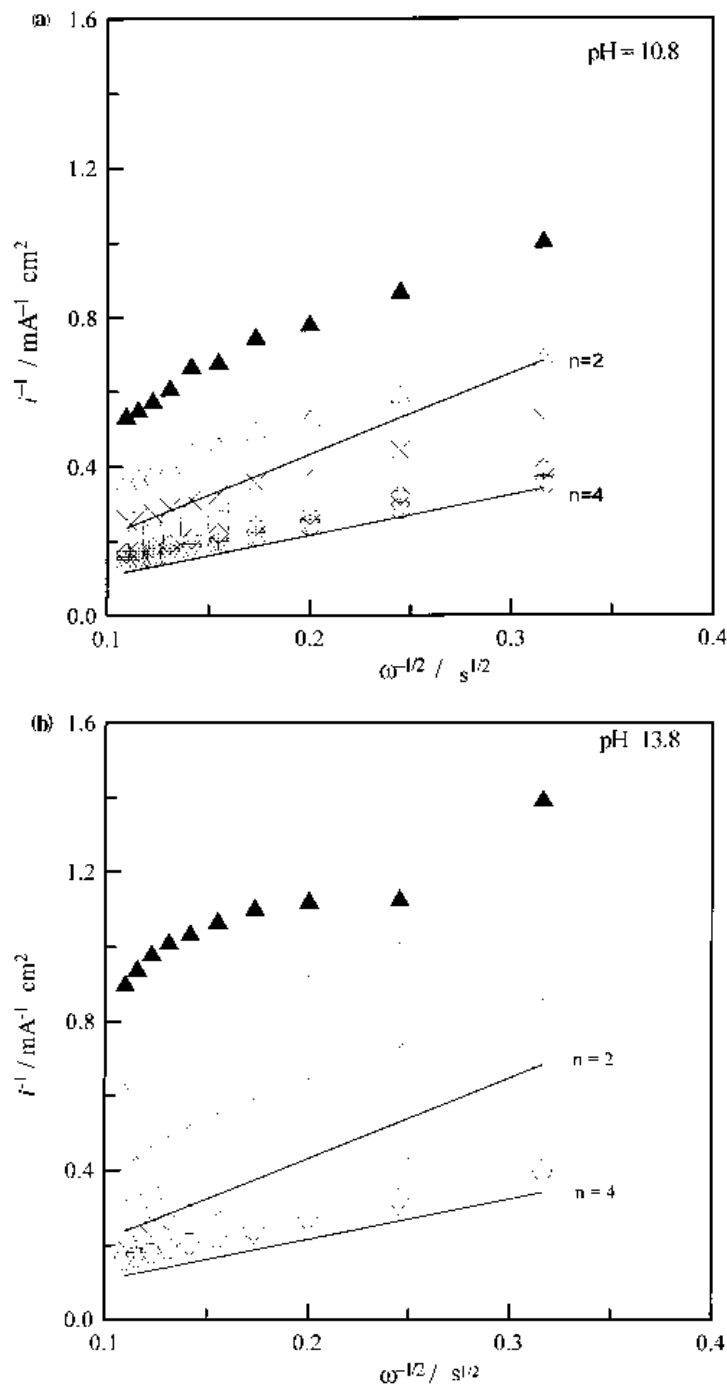 (a)
pH = 10.8
1.6
1.2
0.8
0.4
0.0
i⁻¹ / mA⁻¹ cm²
n=2
n=4
0.1 0.2 0.3 0.4
ω⁻¹/² / s¹/²
(b)
pH 13.8
1.6
1.2
0.8
0.4
0.0
i⁻¹ / mA⁻¹ cm²
n = 2
n = 4
0.1 0.2 0.3 0.4
ω⁻¹/² / s¹/²